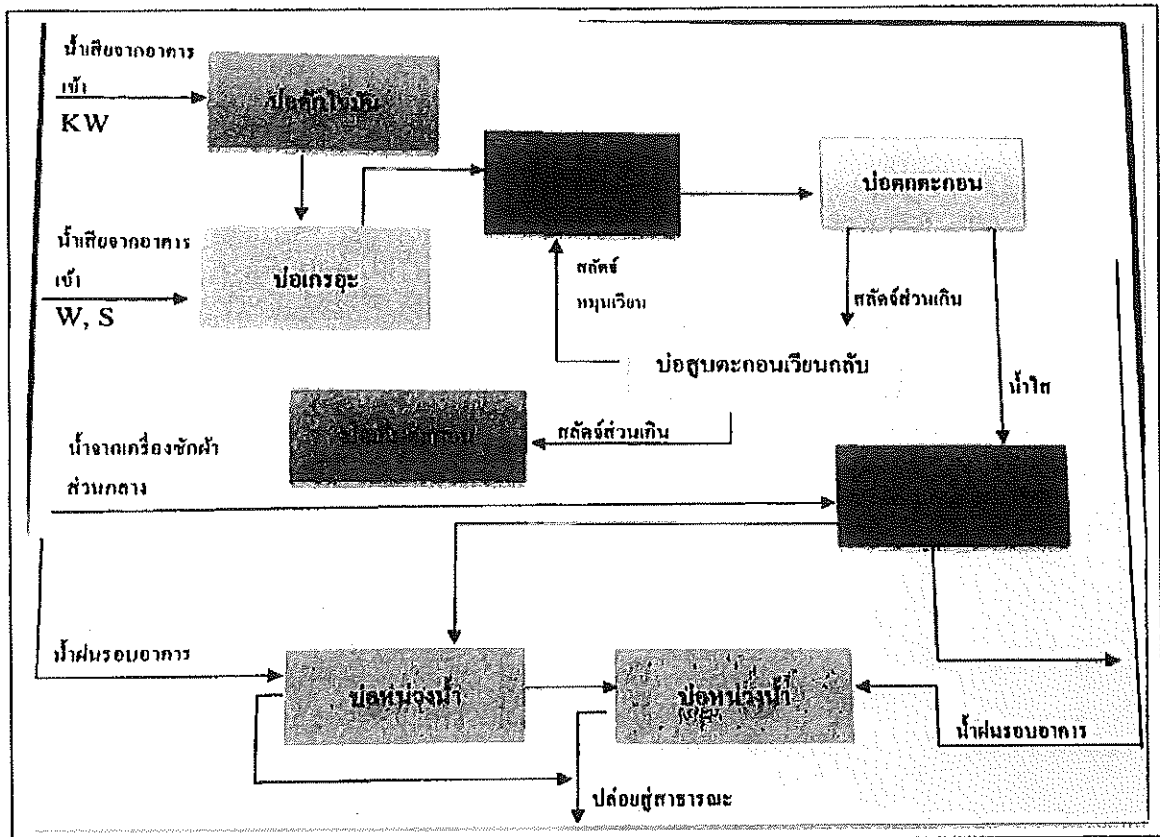 น้ำเสียจากอาคาร
เข้า
KW
บ่อดักไขมัน
บ่อตกตะกอน
น้ำเสียจากอาคาร
เข้า
W, S
บ่อเกรอะ
สลัดจ์
หมุนเวียน
สลัดจ์ส่วนเกิน
บ่อสูบตะกอนเวียนกลับ
น้ำใส
สลัดจ์ส่วนเกิน
น้ำจากเครื่องซักผ้า
ส่วนกลาง
น้ำฝนรอบอาคาร
บ่อหน่วงน้ำ
บ่อหน่วงน้ำ
น้ำฝนรอบอาคาร
ปล่อยสู่สาธารณะ